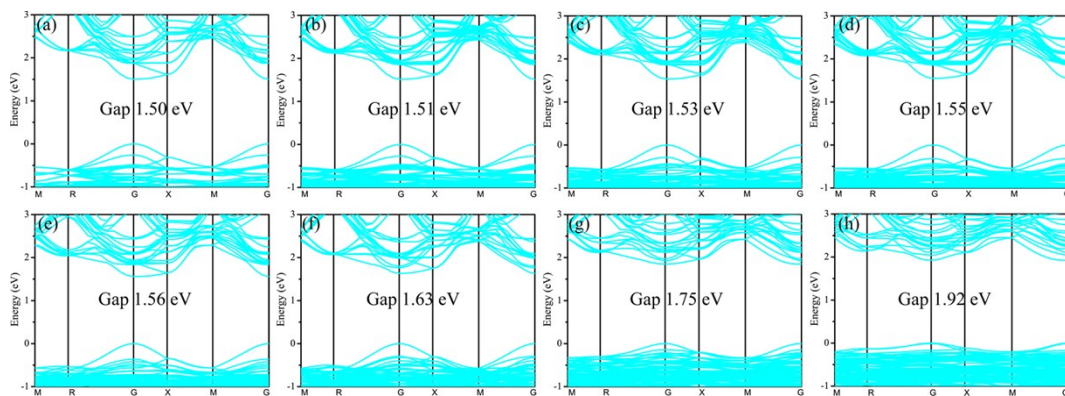 (a) (b) (c) (d)
3 3 3 3
2 2 2 2
Energy (eV) Energy (eV) Energy (eV) Energy (eV)
Gap 1.50 eV Gap 1.51 eV Gap 1.53 eV Gap 1.55 eV
1 1 1 1
0 0 0 0
-1 -1 -1 -1
M R G X M G M R G X M G M R G X M G M R G X M G
(e) (f) (g) (h)
3 3 3 3
2 2 2 2
Energy (eV) Energy (eV) Energy (eV) Energy (eV)
Gap 1.56 eV Gap 1.63 eV Gap 1.75 eV Gap 1.92 eV
1 1 1 1
0 0 0 0
-1 -1 -1 -1
M R G X M G M R G X M G M R G X M G M R G X M G